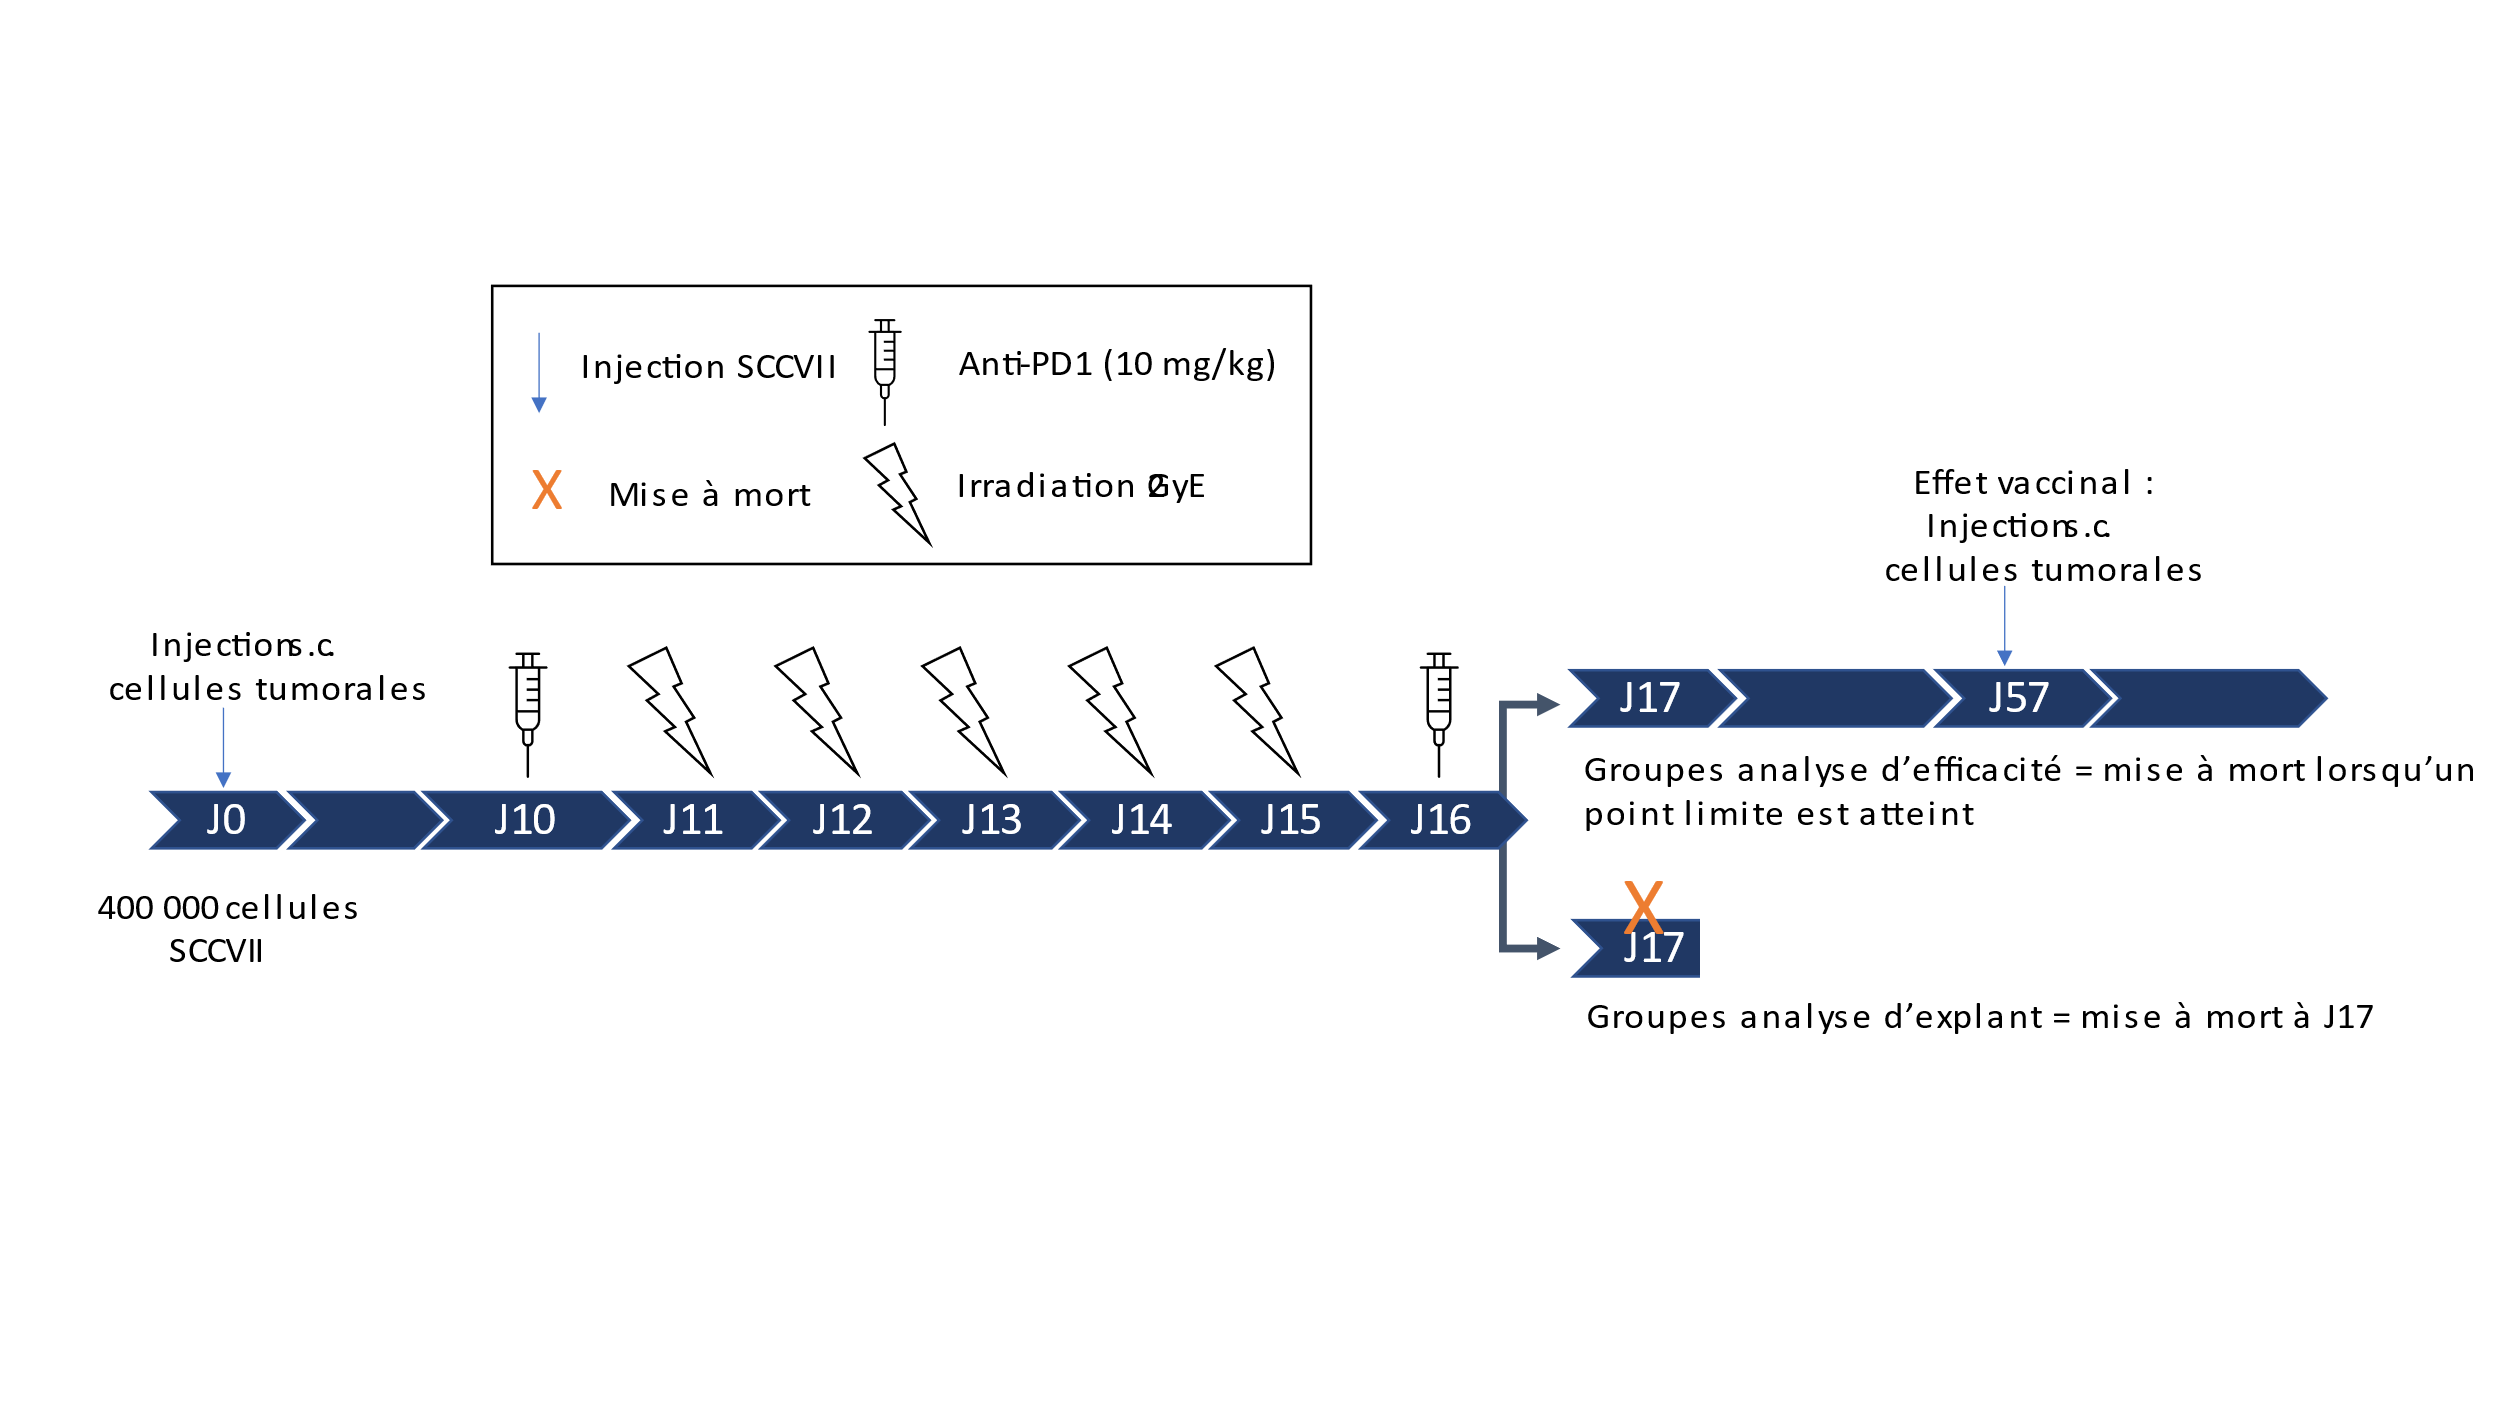 Injection SCCVII
Anti-PD1 (10 mg/kg)
X
Mise à mort
Irradiation 2GyE
Effet vaccinal :
Injection s.c.
cellules tumorales
Injection s.c.
cellules tumorales
J17
J57
Groupes analyse d’efficacité = mise à mort lorsqu’un
point limite est atteint
J0
J10
J11
J12
J13
J14
J15
J16
400 000 cellules
SCCVII
X
J17
Groupes analyse d’explant = mise à mort à J17